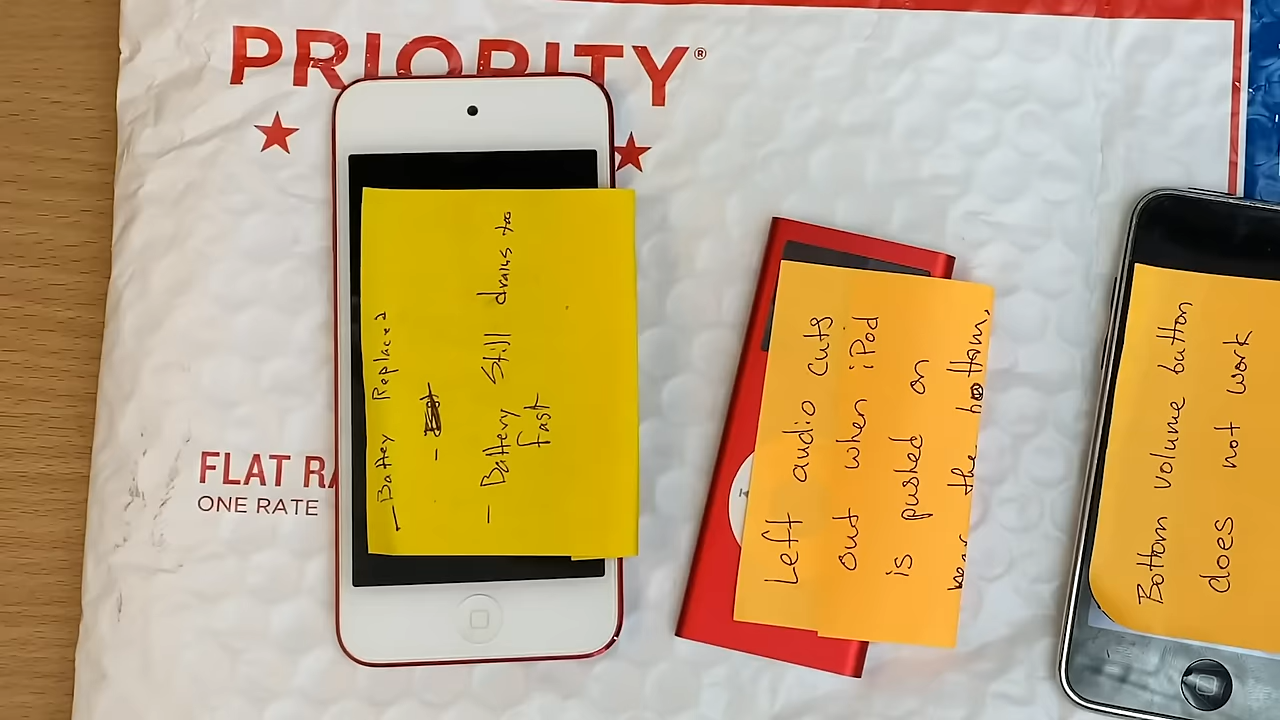 PRIORITY®
FLAT RA
ONE RATE
- Battery Replaced
-
- Battery Still drains too
fast
Left audio cuts
out when iPod
is pushed on
near the bottom.
Bottom volume button
does not work